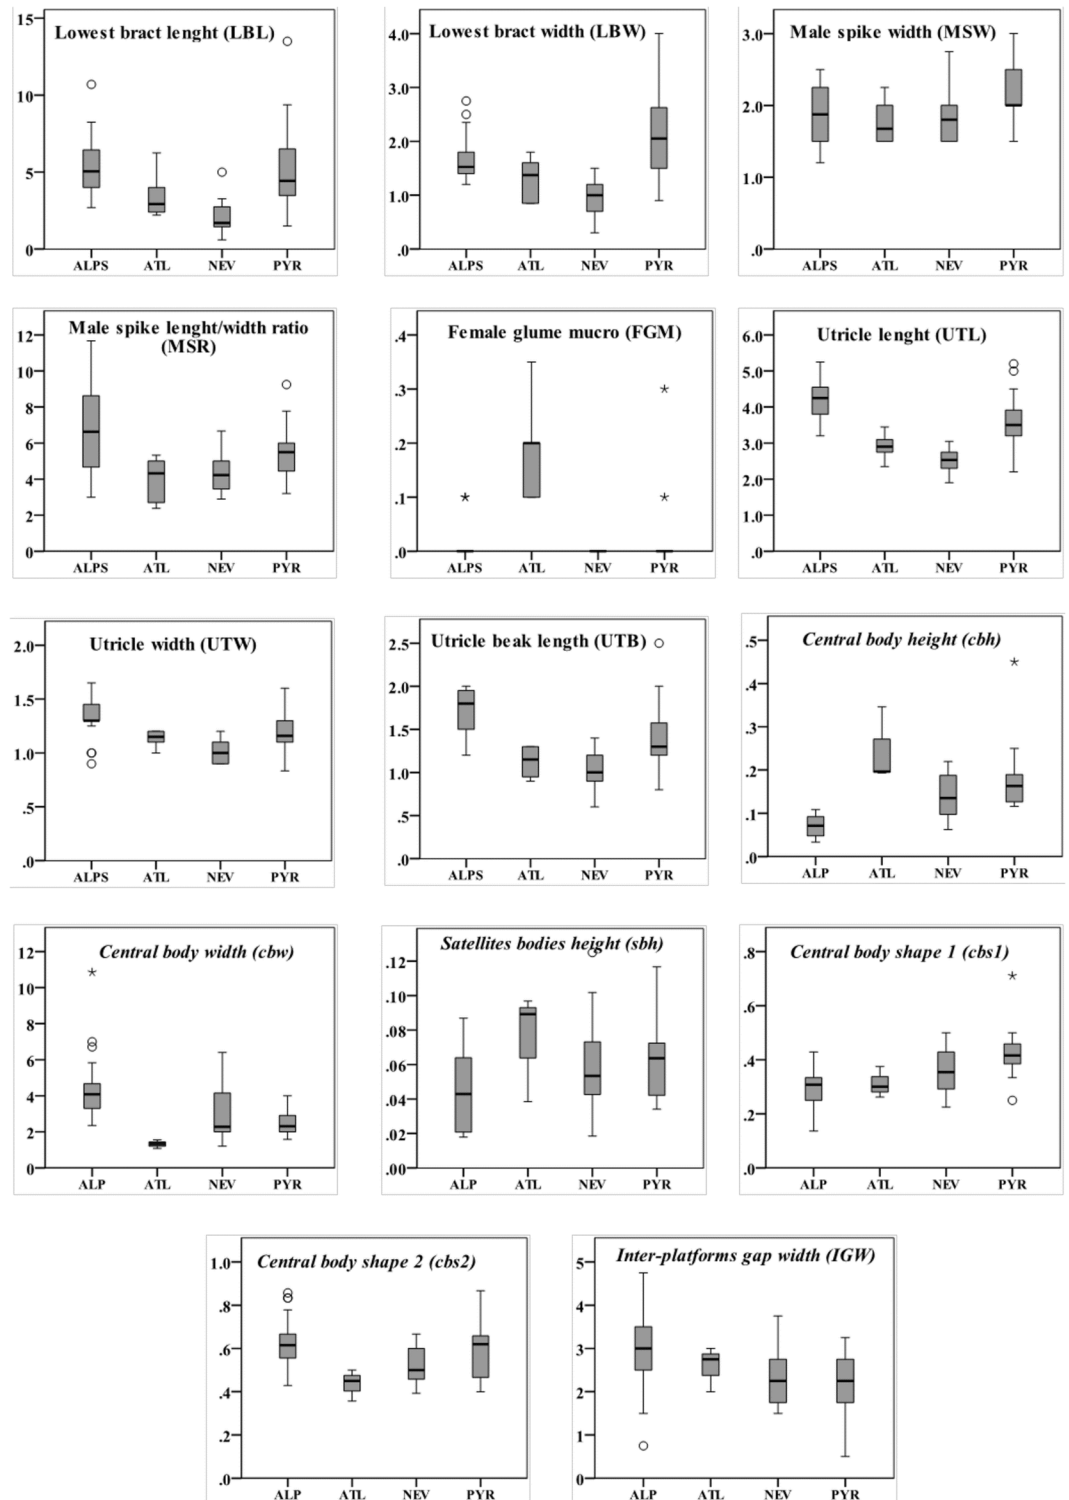 Lowest bract lenght (LBL)
15
10
5
0
ALPS ATL NEV PYR
Lowest bract width (LBW)
4.0
3.0
2.0
1.0
.0
ALPS ATL NEV PYR
Male spike width (MSW)
3.0
2.0
1.0
.0
ALPS ATL NEV PYR
Male spike lenght/width ratio
(MSR)
12
10
8
6
4
2
0
ALPS ATL NEV PYR
Female glume mucro (FGM)
.4
.3
.2
.1
.0
ALPS ATL NEV PYR
Utricle lenght (UTL)
6.0
5.0
4.0
3.0
2.0
1.0
.0
ALPS ATL NEV PYR
Utricle width (UTW)
2.0
1.5
1.0
.5
.0
ALPS ATL NEV PYR
Utricle beak length (UTB)
2.5
2.0
1.5
1.0
.5
.0
ALPS ATL NEV PYR
Central body height (cbh)
.5
.4
.3
.2
.1
.0
ALP ATL NEV PYR
Central body width (cbw)
12
10
8
6
4
2
0
ALP ATL NEV PYR
Satellites bodies height (sbh)
.12
.10
.08
.06
.04
.02
.00
ALP ATL NEV PYR
Central body shape 1 (cbs1)
.8
.6
.4
.2
.0
ALP ATL NEV PYR
Central body shape 2 (cbs2)
1.0
.8
.6
.4
.2
.0
ALP ATL NEV PYR
Inter-platforms gap width (IGW)
5
4
3
2
1
0
ALP ATL NEV PYR